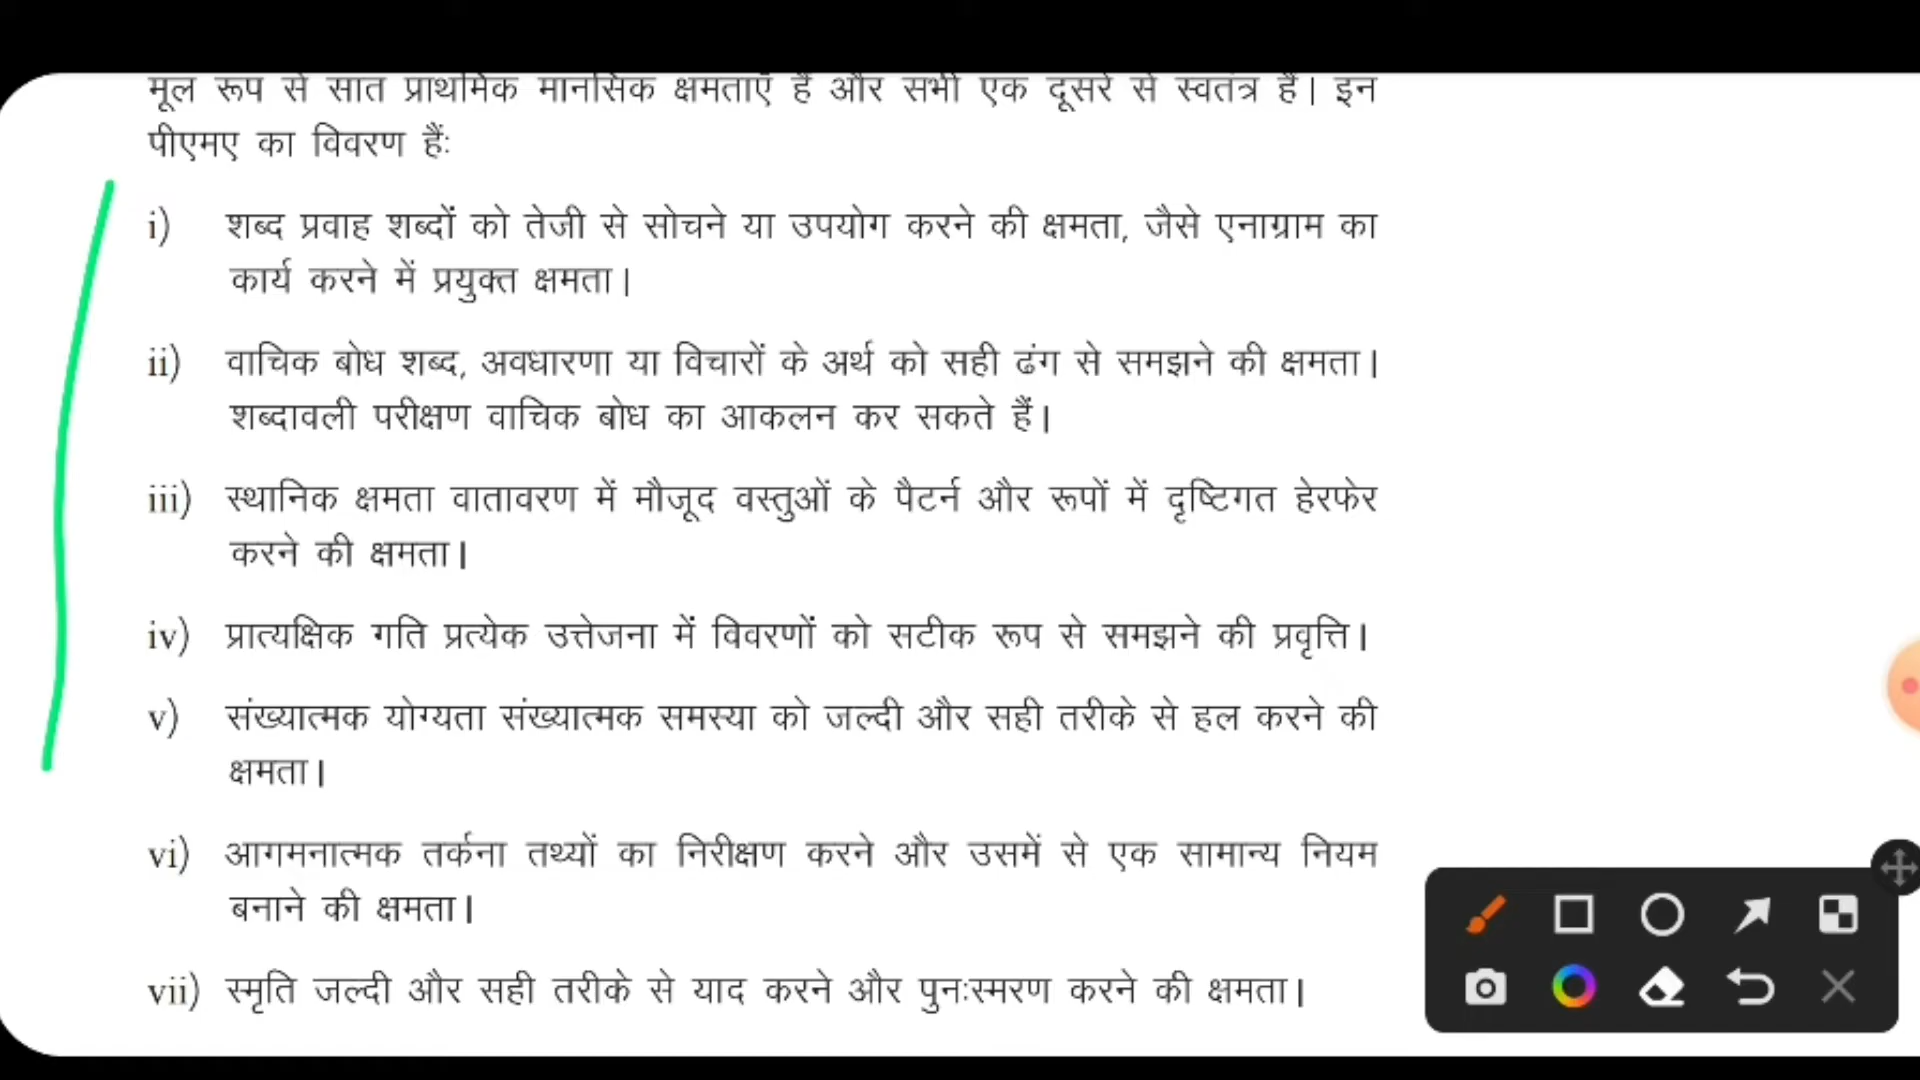 मूल रूप से सात प्राथमिक मानसिक क्षमताएँ हैं और सभी एक दूसरे से स्वतंत्र हैं। इन
पीएमए का विवरण हैं:
i) शब्द प्रवाह शब्दों को तेजी से सोचने या उपयोग करने की क्षमता, जैसे एनाग्राम का
कार्य करने में प्रयुक्त क्षमता।
ii) वाचिक बोध शब्द, अवधारणा या विचारों के अर्थ को सही ढंग से समझने की क्षमता।
शब्दावली परीक्षण वाचिक बोध का आकलन कर सकते हैं।
iii) स्थानिक क्षमता वातावरण में मौजूद वस्तुओं के पैटर्न और रूपों में दृष्टिगत हेरफेर
करने की क्षमता।
iv) प्रात्यक्षिक गति प्रत्येक उत्तेजना में विवरणों को सटीक रूप से समझने की प्रवृत्ति।
v) संख्यात्मक योग्यता संख्यात्मक समस्या को जल्दी और सही तरीके से हल करने की
क्षमता।
vi) आगमनात्मक तर्कना तथ्यों का निरीक्षण करने और उसमें से एक सामान्य नियम
बनाने की क्षमता।
vii) स्मृति जल्दी और सही तरीके से याद करने और पुनःस्मरण करने की क्षमता।